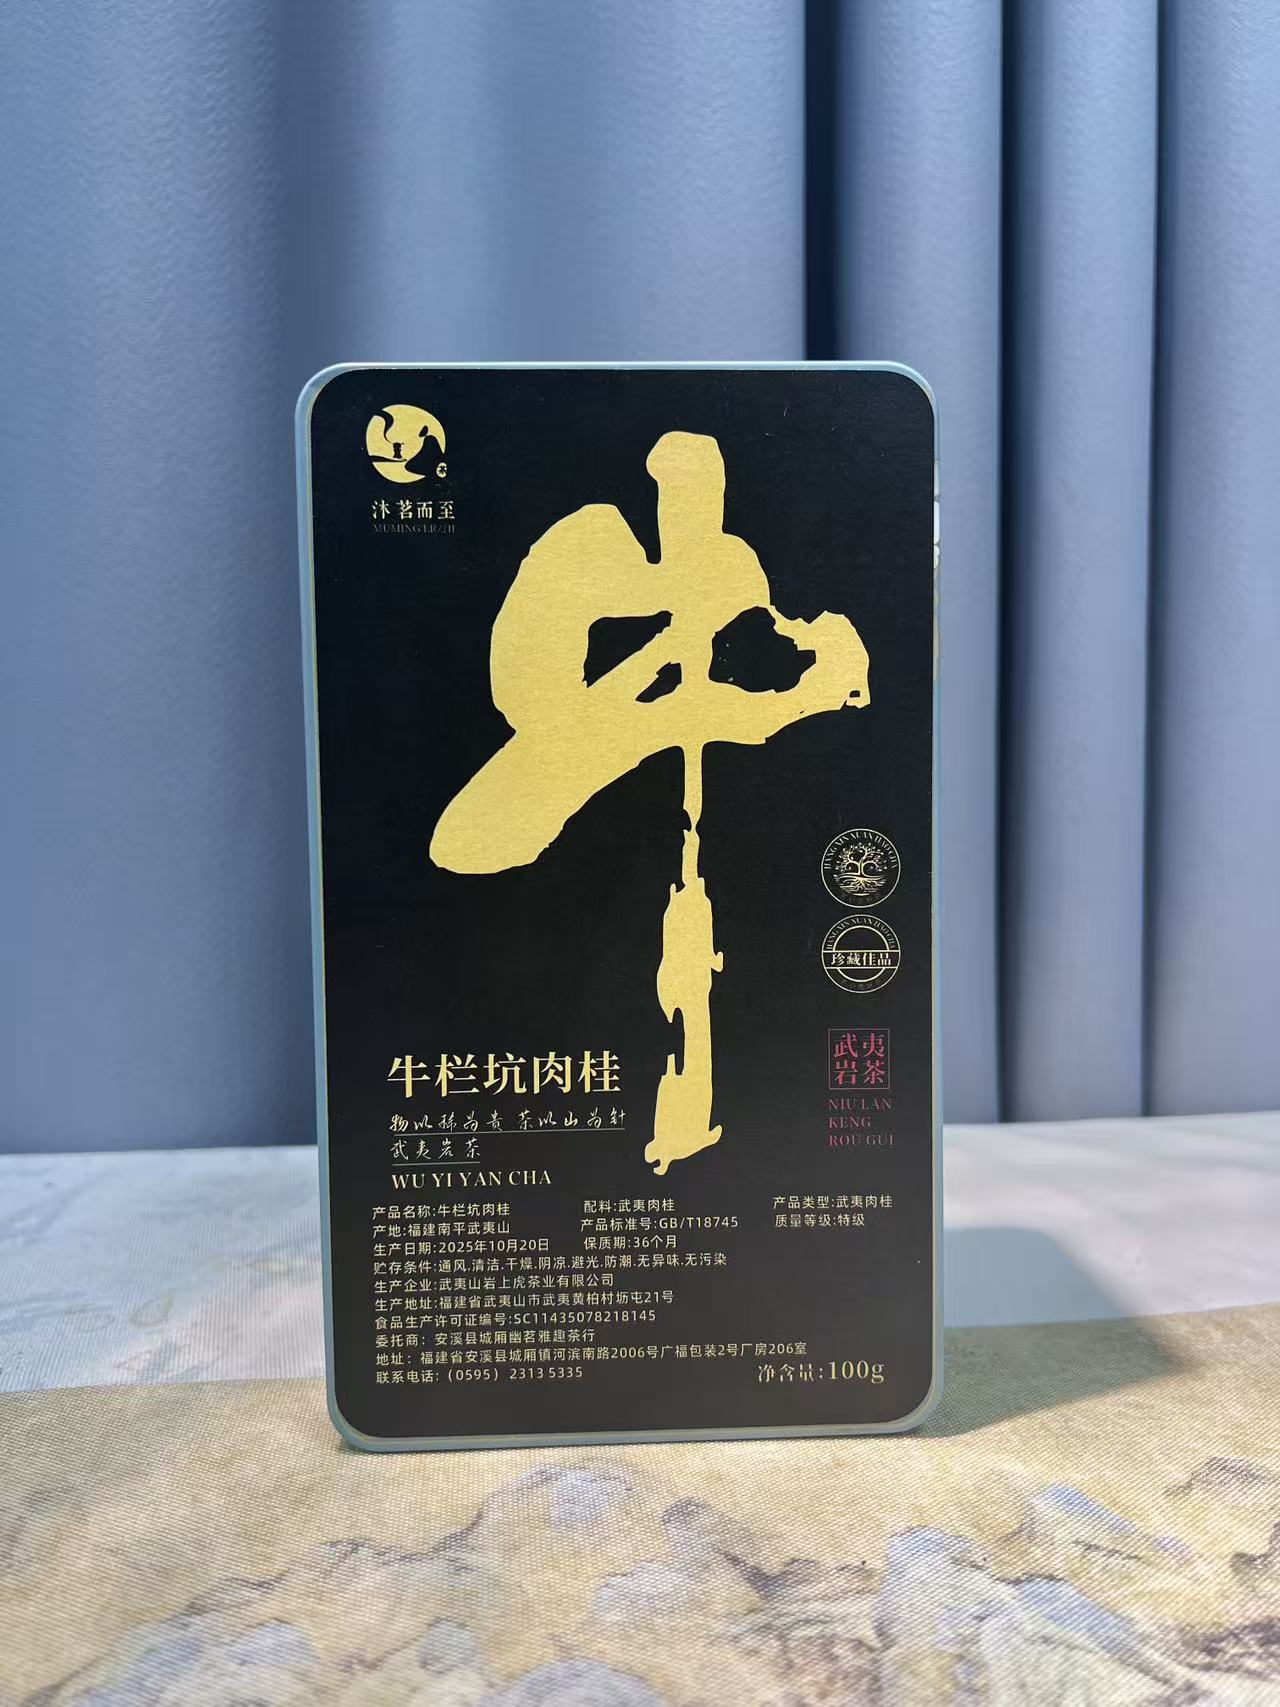 沐茗而至
MUMING ERZHI
牛
珍藏佳品
武夷
岩茶
NIU LAN
KENG
ROU GUI
牛栏坑肉桂
物以稀为贵 茶以山为针
武夷岩茶
WU YI YAN CHA
产品名称:牛栏坑肉桂 配料:武夷肉桂 产品类型:武夷肉桂
产地:福建南平武夷山 产品标准号:GB/T18745 质量等级:特级
生产日期:2025年10月20日 保质期:36个月
贮存条件:通风.清洁.干燥.阴凉.避光.防潮.无异味.无污染
生产企业:武夷山岩上虎茶业有限公司
生产地址:福建省武夷山市武夷黄柏村坜屯21号
食品生产许可证编号:SC11435078218145
委托商：安溪县城厢幽茗雅趣茶行
地址：福建省安溪县城厢镇河滨南路2006号广福包装2号厂房206室
联系电话:（0595）23135335
净含量:100g